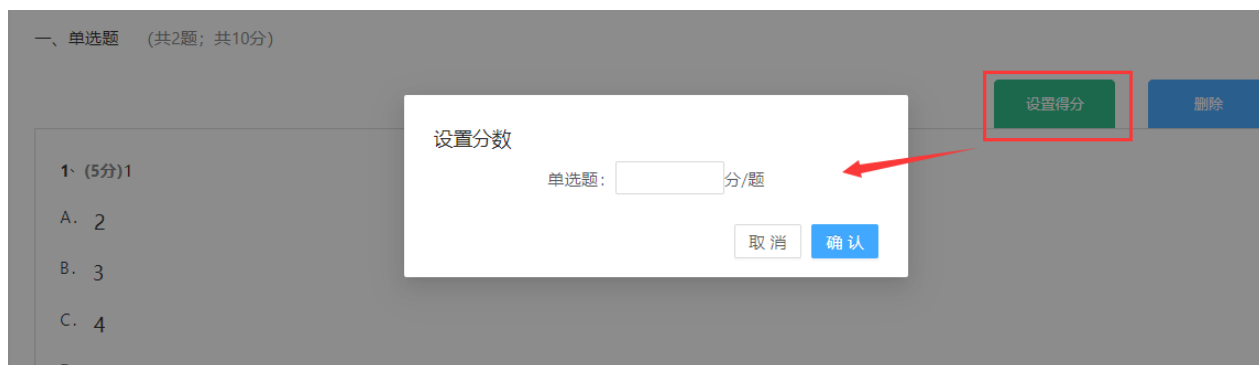 一、单选题 (共2题；共10分)
设置得分 删除
设置分数
单选题： 分/题
取 消 确 认
1、(5分)1
A. 2
B. 3
C. 4